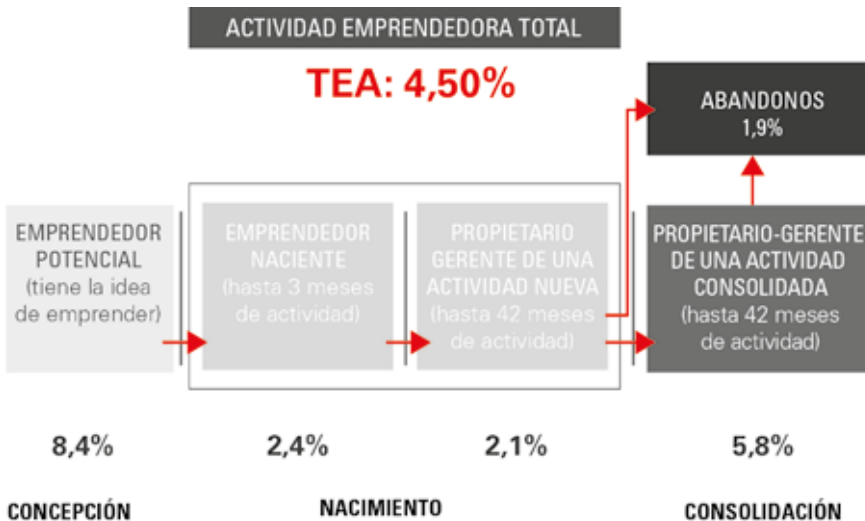 ACTIVIDAD EMPRENDEDORA TOTAL
TEA: 4,50%
ABANDONOS
1,9%
EMPRENDEDOR
POTENCIAL
(tiene la idea
de emprender)
EMPRENDEDOR
NACIENTE
(hasta 3 meses
de actividad)
PROPIETARIO
GERENTE DE UNA
ACTIVIDAD NUEVA
(hasta 42 meses
de actividad)
PROPIETARIO-GERENTE
DE UNA ACTIVIDAD
CONSOLIDADA
(hasta 42 meses
de actividad)
8,4%
2,4%
2,1%
5,8%
CONCEPCIÓN
NACIMIENTO
CONSOLIDACIÓN